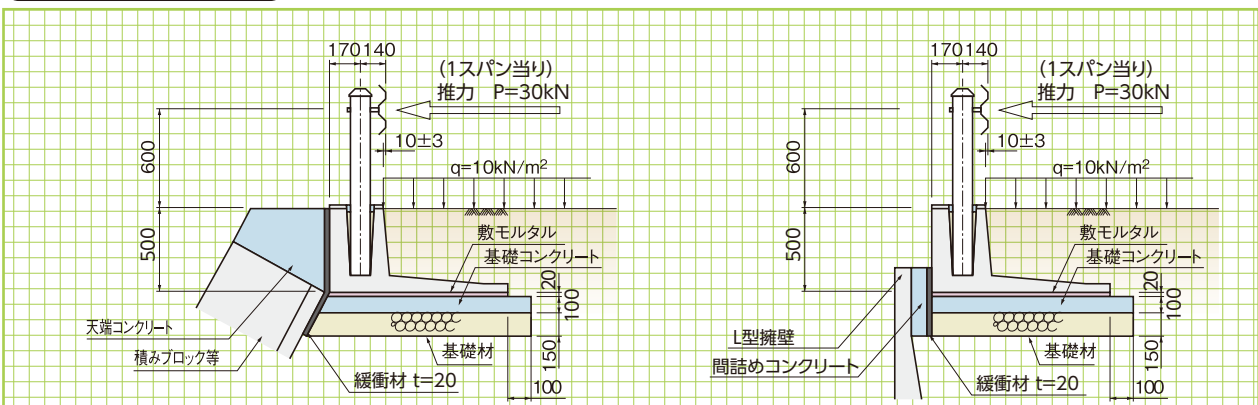 170 140
(1スパン当り)
推力 P=30kN
10±3
600
q=10kN/m²
500
敷モルタル
基礎コンクリート
20
100
天端コンクリート
積みブロック等
基礎材
150
緩衝材 t=20
100
170 140
(1スパン当り)
推力 P=30kN
10±3
600
q=10kN/m²
500
敷モルタル
基礎コンクリート
20
100
L型擁壁
間詰めコンクリート
基礎材
150
緩衝材 t=20
100